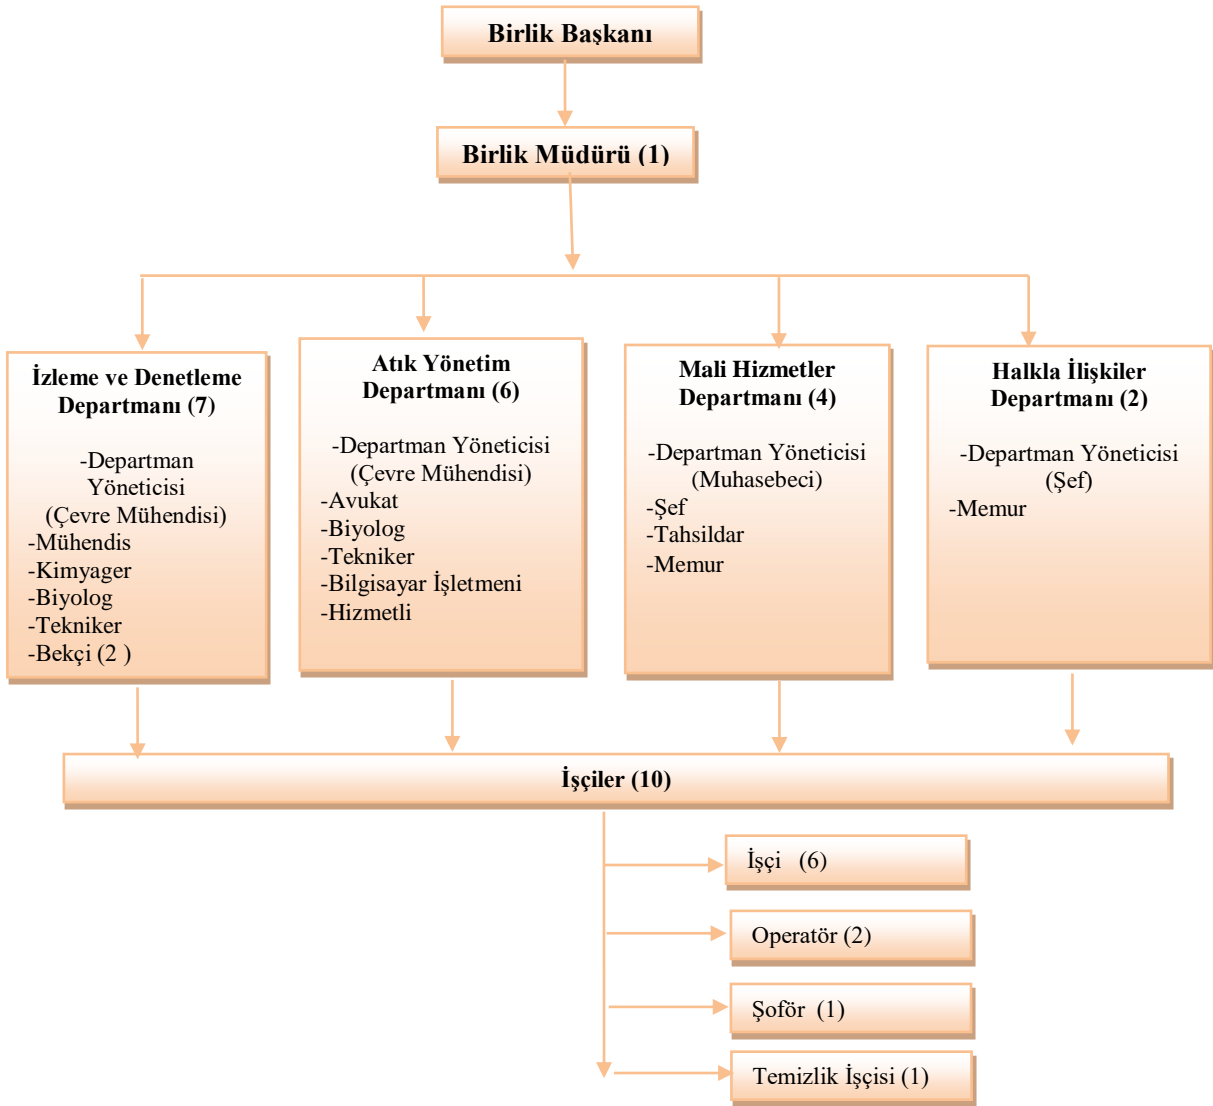 Birlik Başkanı
Birlik Müdürü (1)
İzleme ve Denetleme
Departmanı (7)
-Departman
Yöneticisi
(Çevre Mühendisi)
-Mühendis
-Kimyager
-Biyolog
-Tekniker
-Bekçi (2 )
Atık Yönetim
Departmanı (6)
-Departman Yöneticisi
(Çevre Mühendisi)
-Avukat
-Biyolog
-Tekniker
-Bilgisayar İşletmeni
-Hizmetli
Mali Hizmetler
Departmanı (4)
-Departman Yöneticisi
(Muhasebeci)
-Şef
-Tahsildar
-Memur
Halkla İlişkiler
Departmanı (2)
-Departman Yöneticisi
(Şef)
-Memur
İşçiler (10)
İşçi (6)
Operatör (2)
Şoför (1)
Temizlik İşçisi (1)